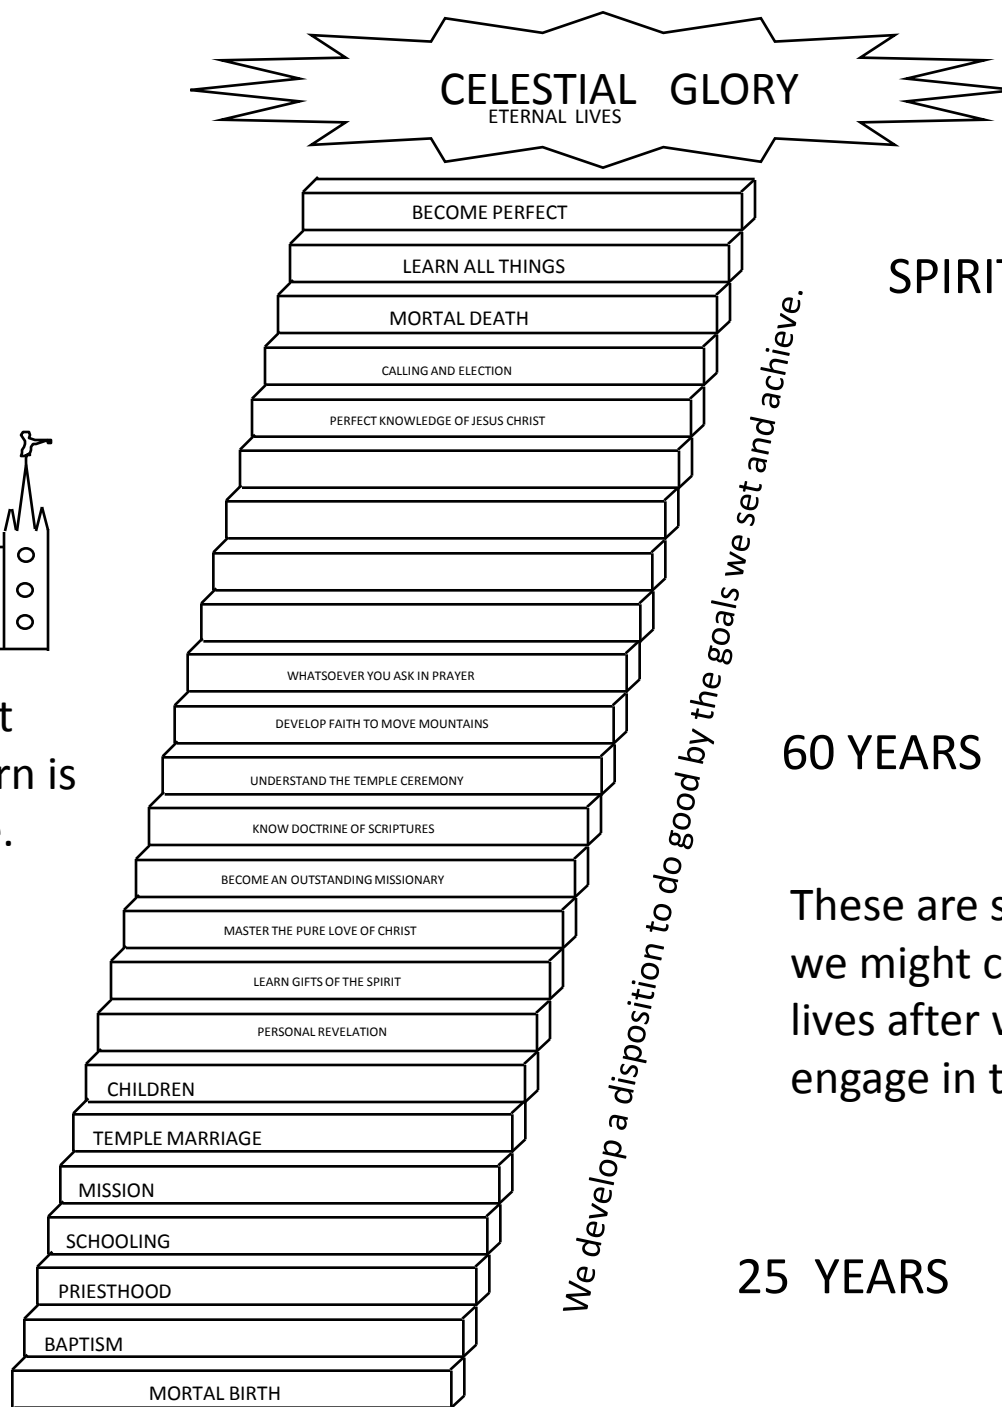 CELESTIAL GLORY
ETERNAL LIVES
BECOME PERFECT
LEARN ALL THINGS
MORTAL DEATH
CALLING AND ELECTION
PERFECT KNOWLEDGE OF JESUS CHRIST
WHATSOEVER YOU ASK IN PRAYER
DEVELOP FAITH TO MOVE MOUNTAINS
UNDERSTAND THE TEMPLE CEREMONY
KNOW DOCTRINE OF SCRIPTURES
BECOME AN OUTSTANDING MISSIONARY
MASTER THE PURE LOVE OF CHRIST
LEARN GIFTS OF THE SPIRIT
PERSONAL REVELATION
CHILDREN
TEMPLE MARRIAGE
MISSION
SCHOOLING
PRIESTHOOD
BAPTISM
MORTAL BIRTH
We develop a disposition to do good by the goals we set and achieve.
SPIRIT
60 YEARS
These are s
we might c
lives after
engage in t
25 YEARS
t
rn is